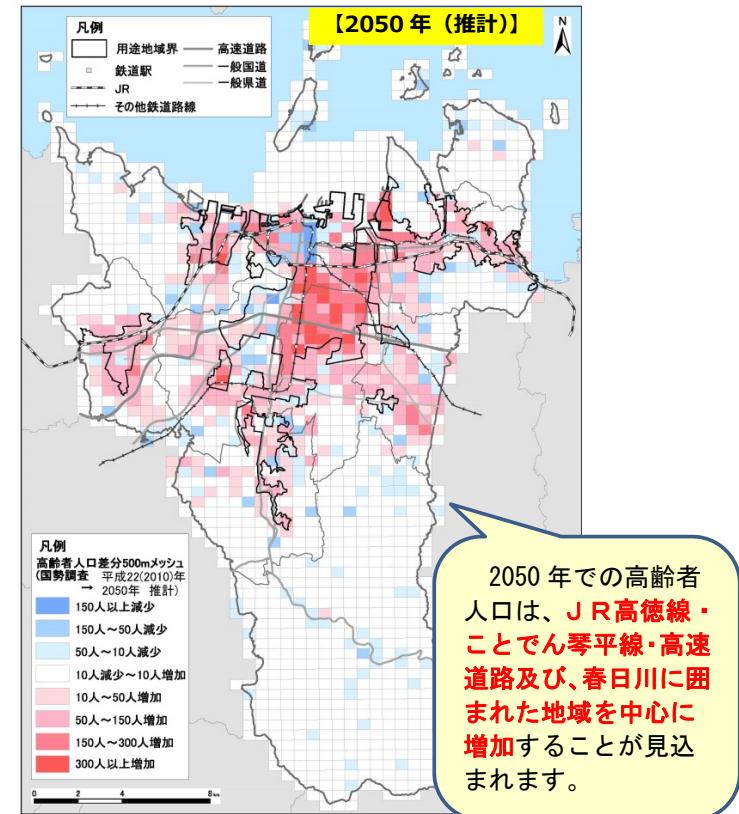 【2050 年（推計）】
凡例
用途地域界
鉄道駅
JR
その他鉄道路線
高速道路
一般国道
一般県道
N
凡例
高齢者人口差分500mメッシュ
(国勢調査 平成22(2010)年
→ 2050年 推計)
150人以上減少
150人～50人減少
50人～10人減少
10人減少～10人増加
10人～50人増加
50人～150人増加
150人～300人増加
300人以上増加
0 2 4 8 km
2050 年での高齢者
人口は、ＪＲ高徳線・
ことでん琴平線・高速
道路及び、春日川に囲
まれた地域を中心に
増加することが見込
まれます。